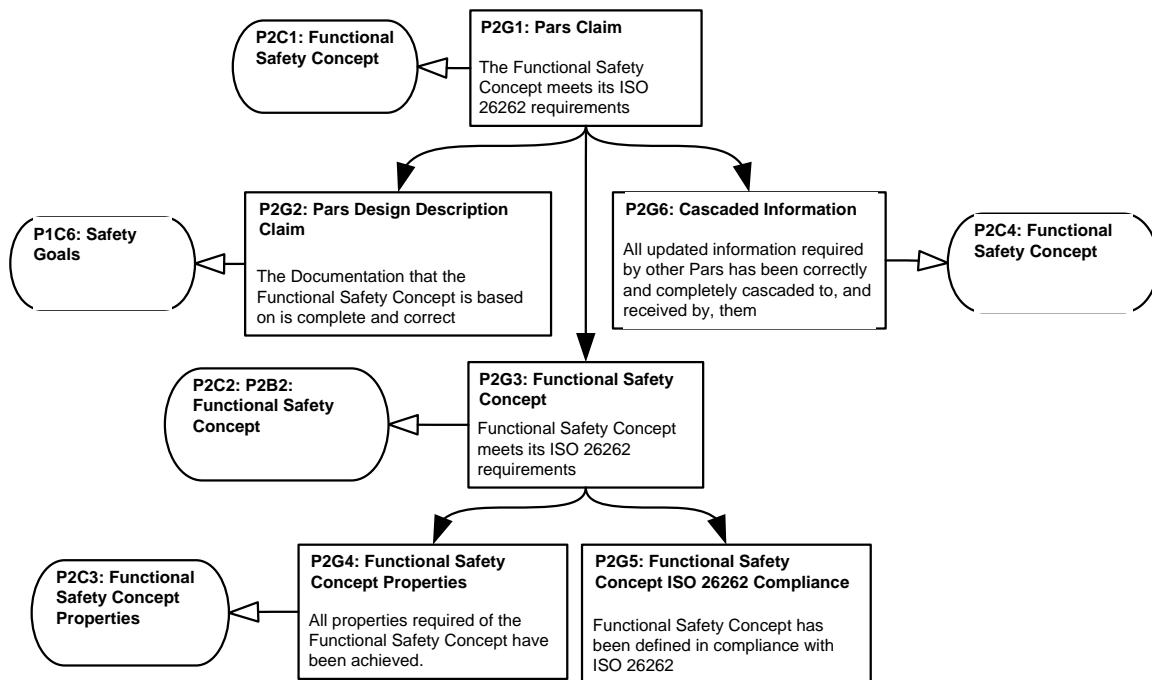 P2C1: Functional
Safety Concept
P2G1: Pars Claim
The Functional Safety
Concept meets its ISO
26262 requirements
P1C6: Safety
Goals
P2G2: Pars Design Description
Claim
The Documentation that the
Functional Safety Concept is based
on is complete and correct
P2G6: Cascaded Information
All updated information required
by other Pars has been correctly
and completely cascaded to, and
received by, them
P2C4: Functional
Safety Concept
P2C2: P2B2:
Functional Safety
Concept
P2G3: Functional Safety
Concept
Functional Safety Concept
meets its ISO 26262
requirements
P2C3: Functional
Safety Concept
Properties
P2G4: Functional Safety
Concept Properties
All properties required of the
Functional Safety Concept have
been achieved.
P2G5: Functional Safety
Concept ISO 26262 Compliance
Functional Safety Concept has
been defined in compliance with
ISO 26262